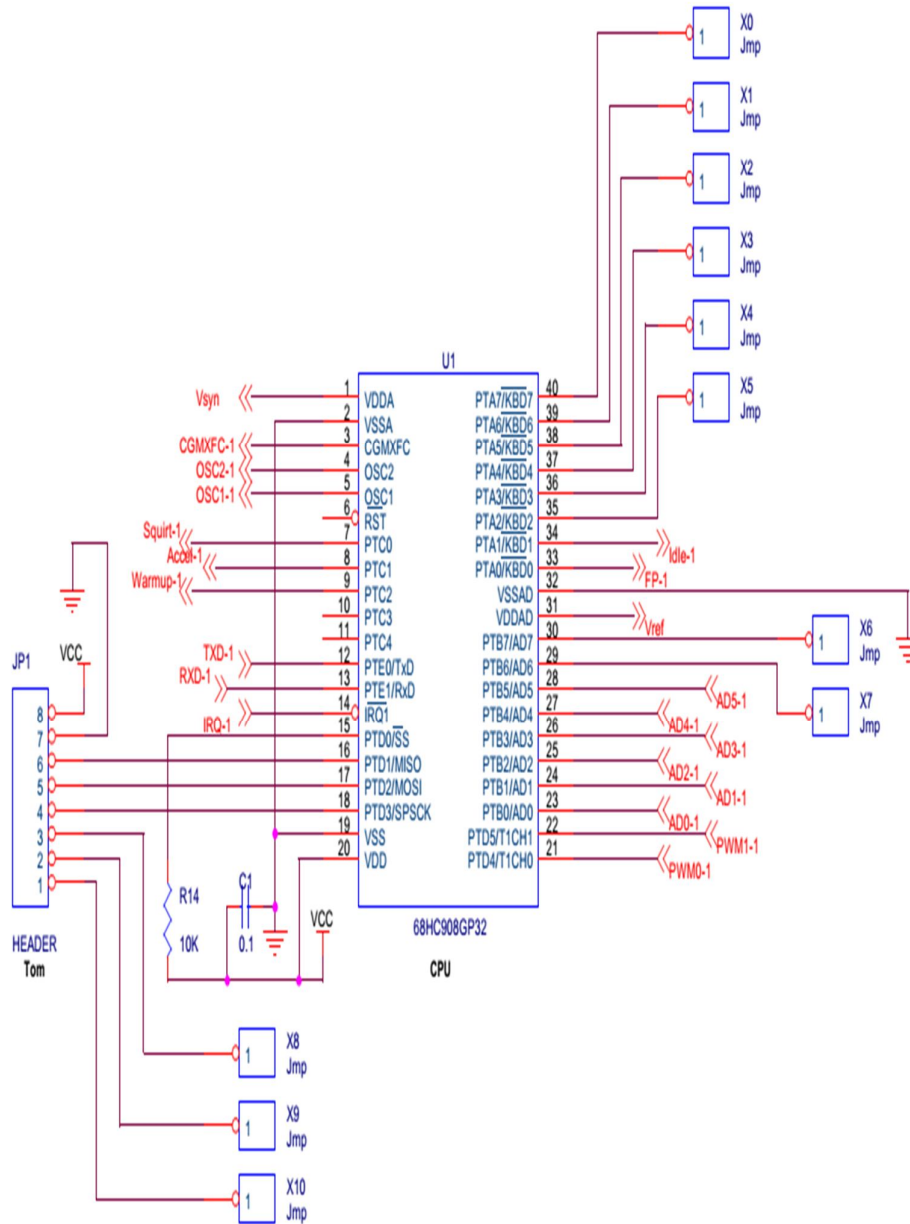 X0
1
Jmp
X1
1
Jmp
X2
1
Jmp
X3
1
Jmp
X4
1
Jmp
X5
1
Jmp
U1
Vsyn
1
VDDA
PTA7/KBD7
40
2
VSSA
PTA6/KBD6
39
CGMXFC-1
3
CGMXFC
PTA5/KBD5
38
OSC2-1
4
OSC2
PTA4/KBD4
37
OSC1-1
5
OSC1
PTA3/KBD3
36
6
RST
PTA2/KBD2
35
Squirt-1
7
PTC0
PTA1/KBD1
34
Idle-1
Accel-1
8
PTC1
PTA0/KBD0
33
FP-1
Warmup-1
9
PTC2
VSSAD
32
10
PTC3
VDDAD
31
Vref
11
PTC4
PTB7/AD7
30
X6
1
Jmp
TXD-1
12
PTE0/TxD
PTB6/AD6
29
X7
1
Jmp
RXD-1
13
PTE1/RxD
PTB5/AD5
28
AD5-1
IRQ-1
14
IRQ1
PTB4/AD4
27
AD4-1
15
PTD0/SS
PTB3/AD3
26
AD3-1
16
PTD1/MISO
PTB2/AD2
25
AD2-1
17
PTD2/MOSI
PTB1/AD1
24
AD1-1
18
PTD3/SPSCK
PTB0/AD0
23
AD0-1
19
VSS
PTD5/T1CH1
22
PWM1-1
20
VDD
PTD4/T1CH0
21
PWM0-1
68HC908GP32
CPU
JP1
VCC
8
7
6
5
4
3
2
1
HEADER
Tom
R14
10K
C1
0.1
VCC
X8
1
Jmp
X9
1
Jmp
X10
1
Jmp